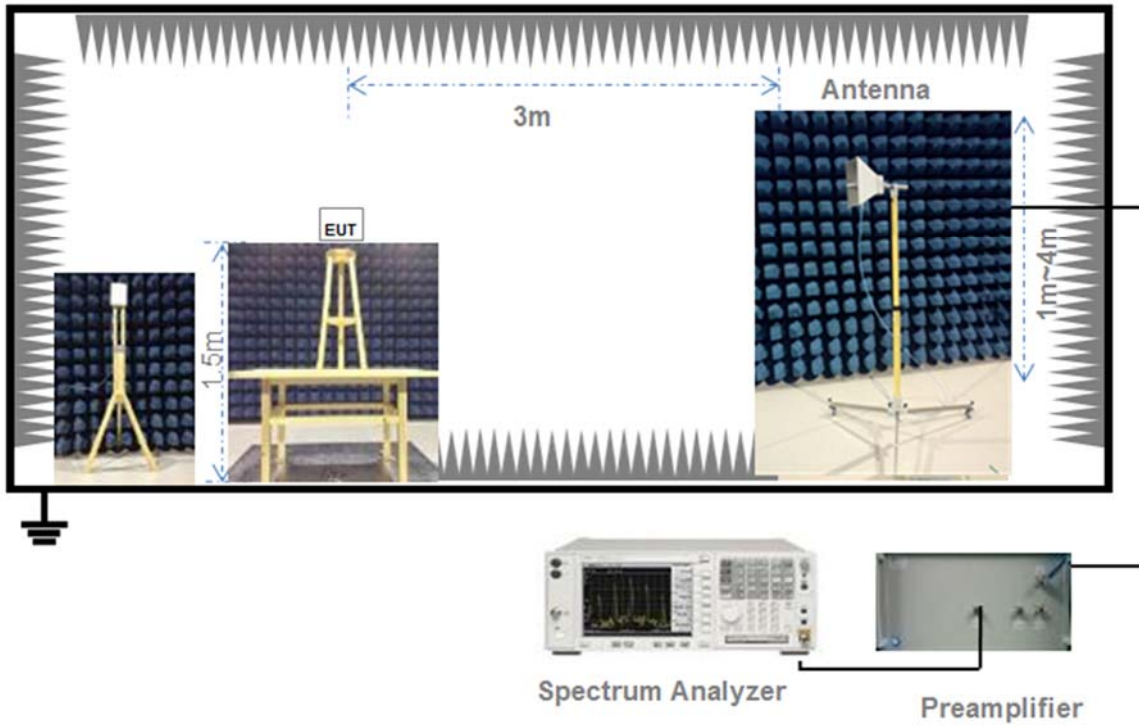 Antenna
3m
EUT
1.5m
1m~4m
Spectrum Analyzer
Preamplifier